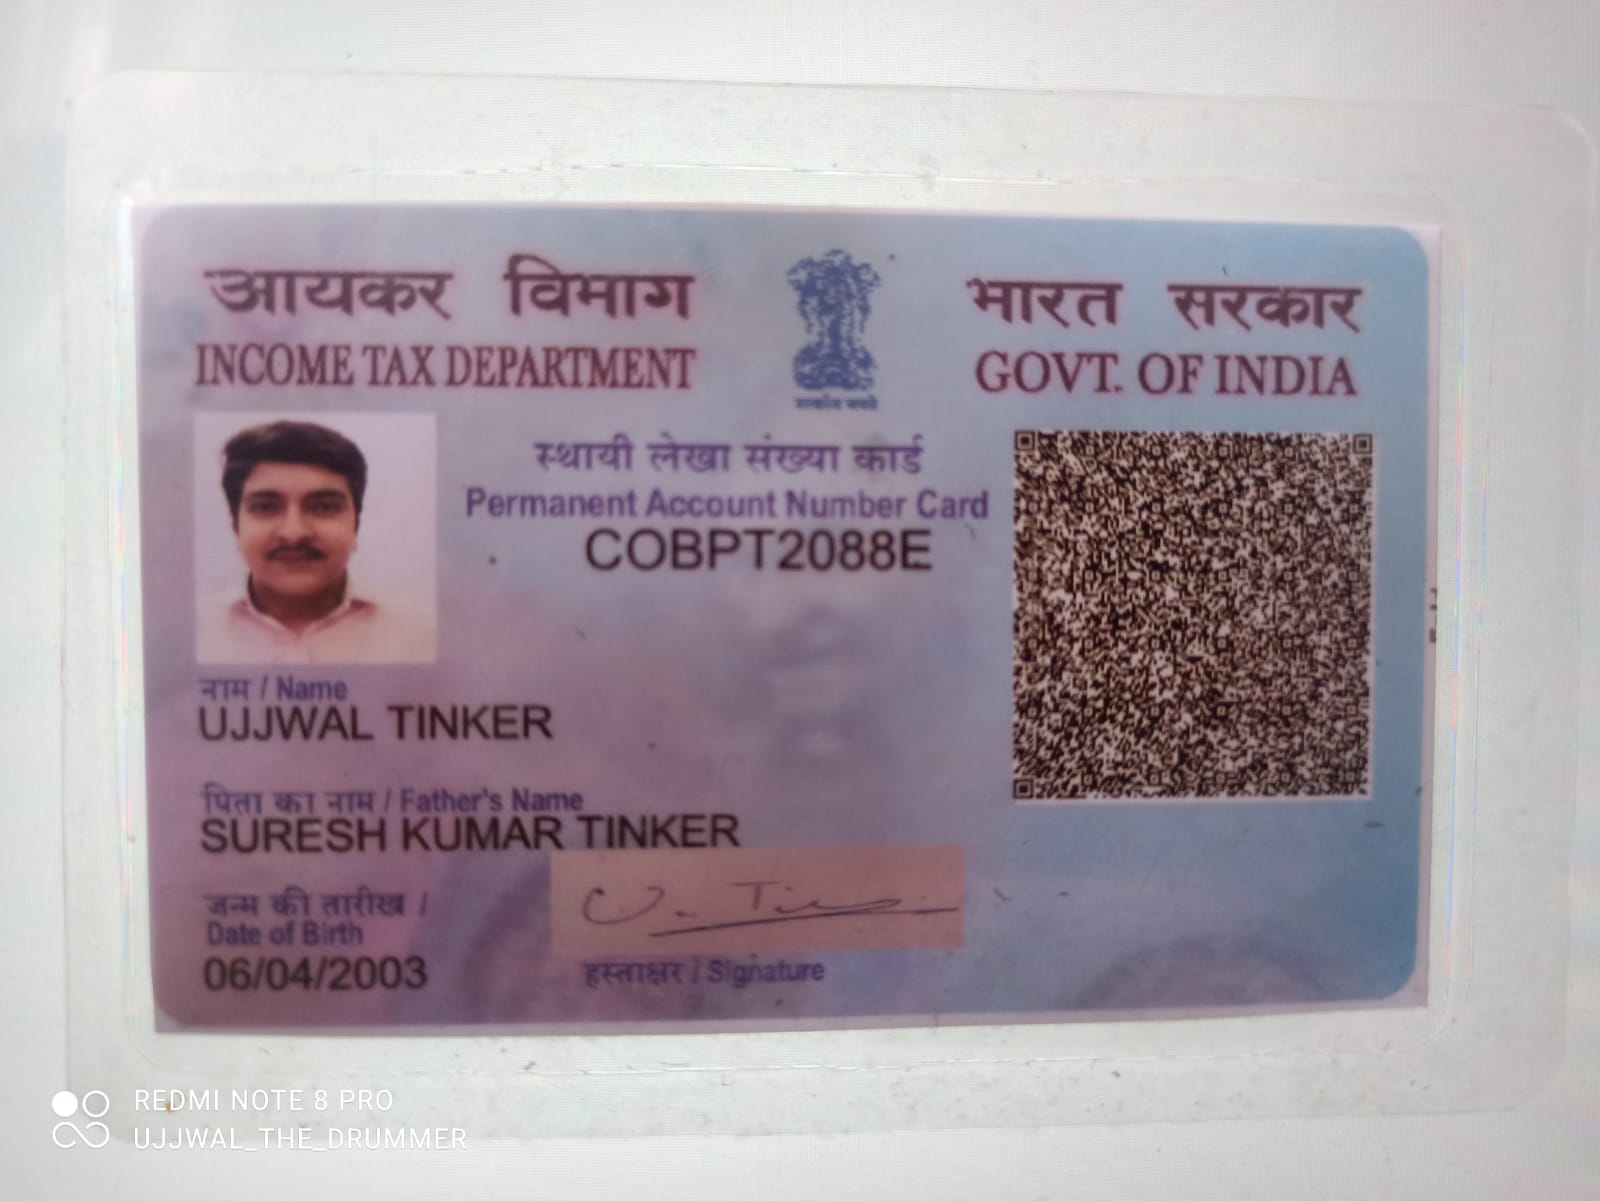 आयकर विभाग
INCOME TAX DEPARTMENT
भारत सरकार
GOVT. OF INDIA
सत्यमेव जयते
स्थायी लेखा संख्या कार्ड
Permanent Account Number Card
COBPT2088E
नाम / Name
UJJWAL TINKER
पिता का नाम / Father's Name
SURESH KUMAR TINKER
जन्म की तारीख /
Date of Birth
06/04/2003
हस्ताक्षर / Signature
REDMI NOTE 8 PRO
UJJWAL_THE_DRUMMER